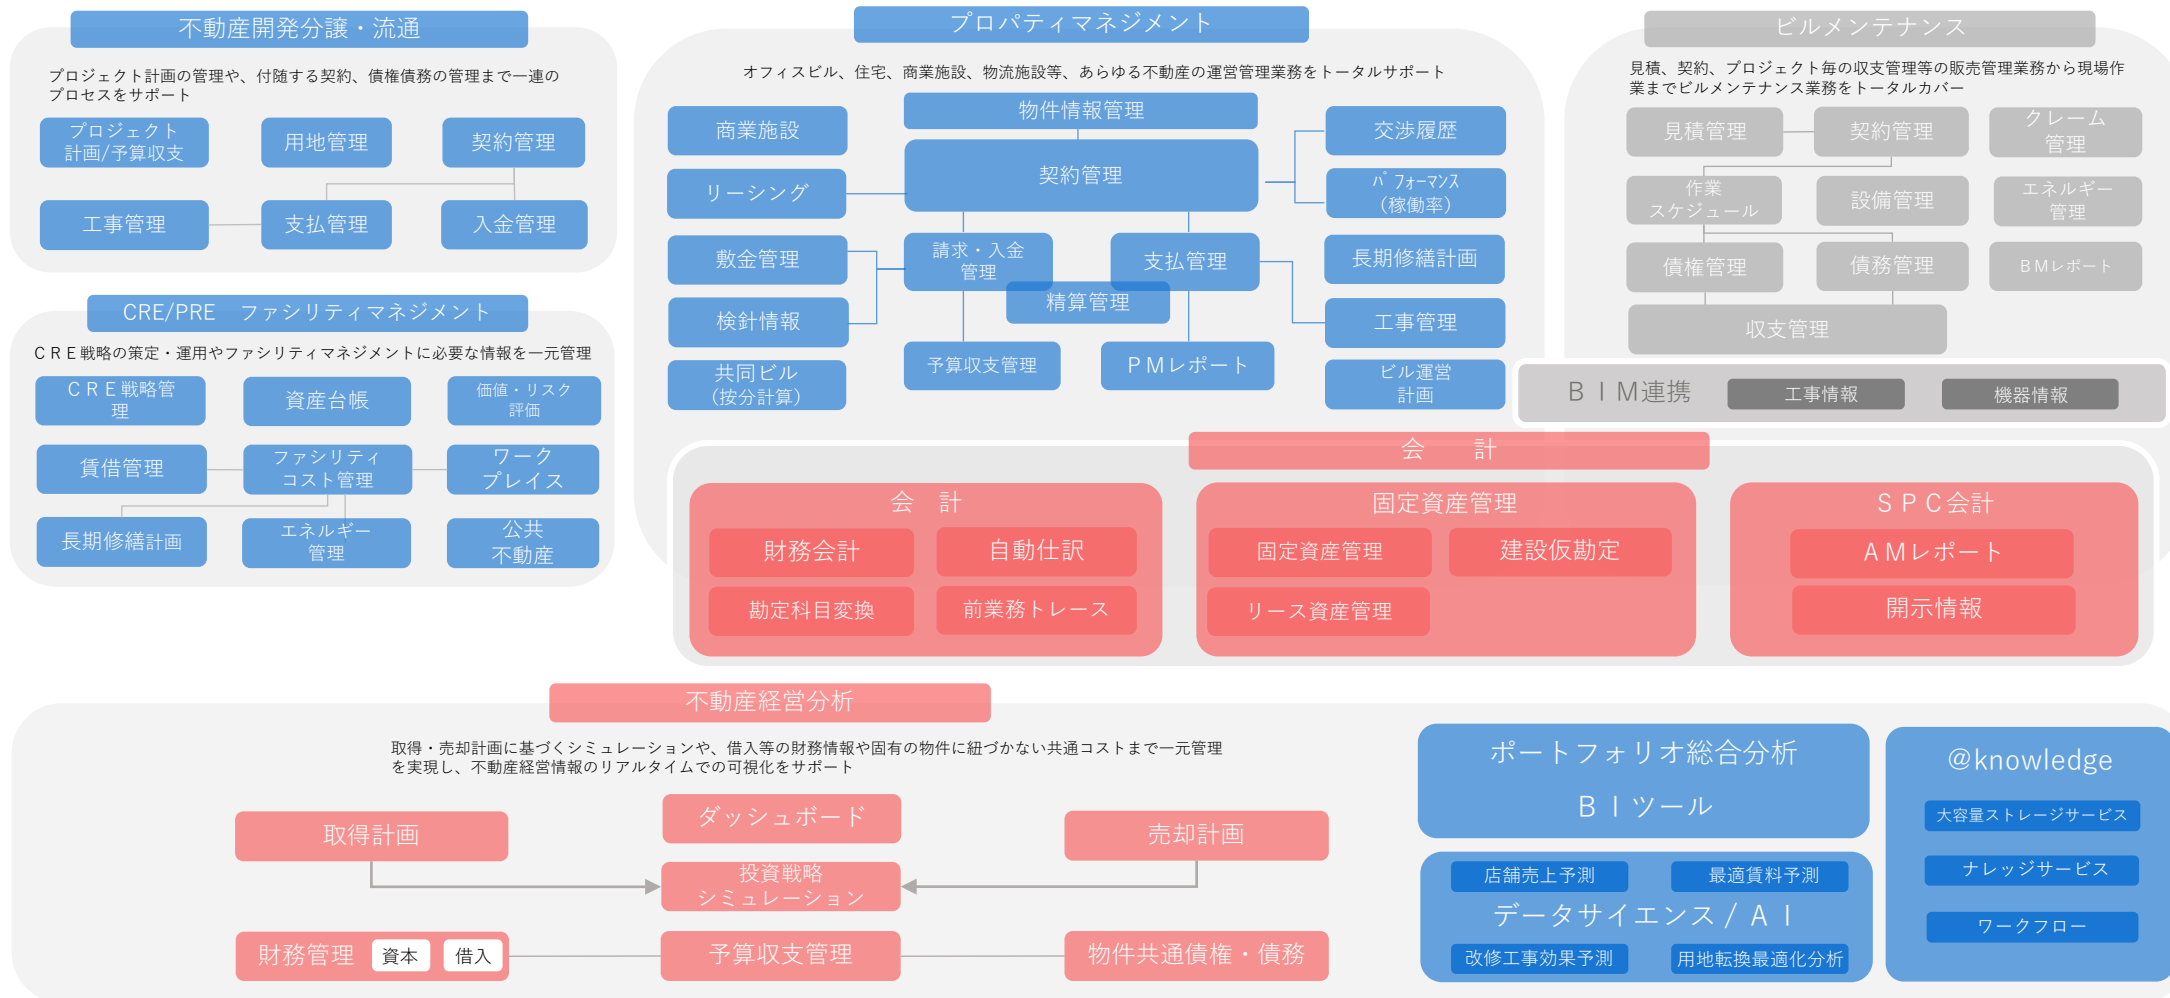 不動産開発分譲・流通
プロジェクト計画の管理や、付随する契約、債権債務の管理まで一連の
プロセスをサポート
プロジェクト
計画/予算収支
用地管理
契約管理
工事管理
支払管理
入金管理
CRE/PRE　ファシリティマネジメント
ＣＲＥ戦略の策定・運用やファシリティマネジメントに必要な情報を一元管理
ＣＲＥ戦略管
理
資産台帳
価値・リスク
評価
賃借管理
ファシリティ
コスト管理
ワーク
プレイス
長期修繕計画
エネルギー
管理
公共
不動産
プロパティマネジメント
オフィスビル、住宅、商業施設、物流施設等、あらゆる不動産の運営管理業務をトータルサポート
商業施設
物件情報管理
交渉履歴
リーシング
契約管理
ﾊﾟﾌｫｰﾏﾝｽ
（稼働率）
敷金管理
請求・入金
管理
支払管理
長期修繕計画
検針情報
精算管理
工事管理
共同ビル
（按分計算）
予算収支管理
ＰＭレポート
ビル運営
計画
ビルメンテナンス
見積、契約、プロジェクト毎の収支管理等の販売管理業務から現場作
業までビルメンテナンス業務をトータルカバー
見積管理
契約管理
クレーム
管理
作業
スケジュール
設備管理
エネルギー
管理
債権管理
債務管理
ＢＭレポート
収支管理
ＢＩＭ連携
工事情報
機器情報
会　　計
会　計
財務会計
自動仕訳
勘定科目変換
前業務トレース
固定資産管理
固定資産管理
建設仮勘定
リース資産管理
ＳＰＣ会計
ＡＭレポート
開示情報
不動産経営分析
取得・売却計画に基づくシミュレーションや、借入等の財務情報や固有の物件に紐づかない共通コストまで一元管理
を実現し、不動産経営情報のリアルタイムでの可視化をサポート
取得計画
ダッシュボード
売却計画
投資戦略
シミュレーション
財務管理
資本
借入
予算収支管理
物件共通債権・債務
ポートフォリオ総合分析
ＢＩツール
店舗売上予測
最適賃料予測
データサイエンス / ＡＩ
改修工事効果予測
用地転換最適化分析
@knowledge
大容量ストレージサービス
ナレッジサービス
ワークフロー